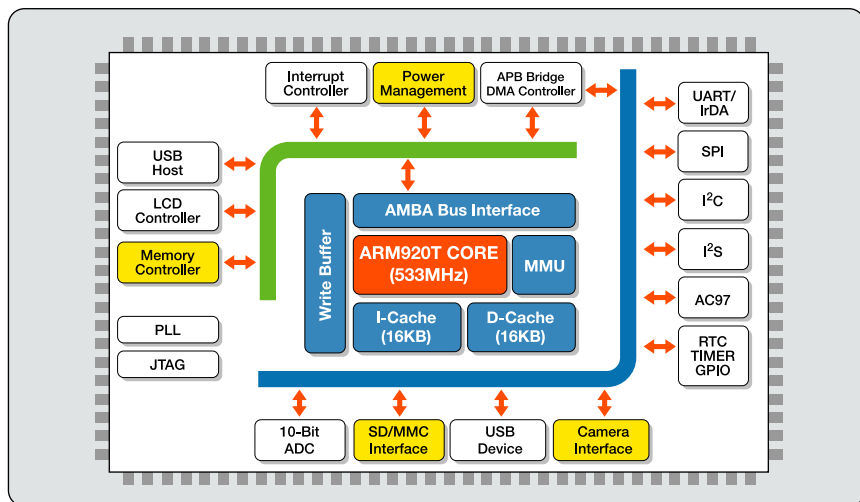 Interrupt
Controller
Power
Management
APB Bridge
DMA Controller
UART/
IrDA
USB
Host
SPI
LCD
Controller
AMBA Bus Interface
I²C
Memory
Controller
Write Buffer
ARM920T CORE
(533MHz)
MMU
I²S
I-Cache
(16KB)
D-Cache
(16KB)
AC97
PLL
JTAG
RTC
TIMER
GPIO
10-Bit
ADC
SD/MMC
Interface
USB
Device
Camera
Interface